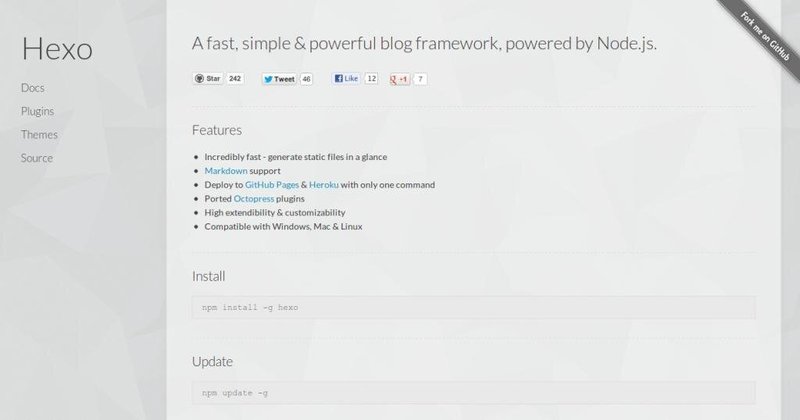 Hexo
Docs
Plugins
Themes
Source
A fast, simple & powerful blog framework, powered by Node.js.
Star 242 Tweet 46 Like 12 +1 7
Fork me on GitHub
Features
Incredibly fast - generate static files in a glance
Markdown support
Deploy to GitHub Pages & Heroku with only one command
Ported Octopress plugins
High extendibility & customizability
Compatible with Windows, Mac & Linux
Install
npm install -g hexo
Update
npm update -g